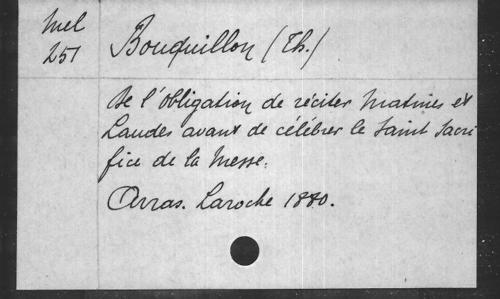 Mel
251
Bouquillon (Th.)
De l'obligation de réciter Matines et
Laudes avant de célébrer le Saint Sacri
fice de la Messe.
Arras. Laroche 1880.